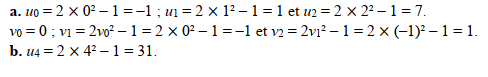 a. u₀ = 2 × 0² – 1 = –1 ; u₁ = 2 × 1² – 1 = 1 et u₂ = 2 × 2² – 1 = 7.
v₀ = 0 ; v₁ = 2v₀² – 1 = 2 × 0² – 1 = –1 et v₂ = 2v₁² – 1 = 2 × (–1)² – 1 = 1.
b. u₄ = 2 × 4² – 1 = 31.